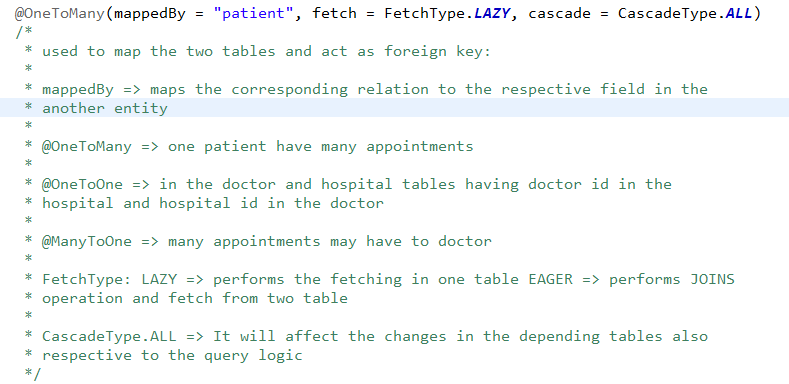 @OneToMany(mappedBy = "patient", fetch = FetchType.LAZY, cascade = CascadeType.ALL)
/*
 * used to map the two tables and act as foreign key:
 *
 * mappedBy => maps the corresponding relation to the respective field in the
 * another entity
 *
 * @OneToMany => one patient have many appointments
 *
 * @OneToOne => in the doctor and hospital tables having doctor id in the
 * hospital and hospital id in the doctor
 *
 * @ManyToOne => many appointments may have to doctor
 *
 * FetchType: LAZY => performs the fetching in one table EAGER => performs JOINS
 * operation and fetch from two table
 *
 * CascadeType.ALL => It will affect the changes in the depending tables also
 * respective to the query logic
 */